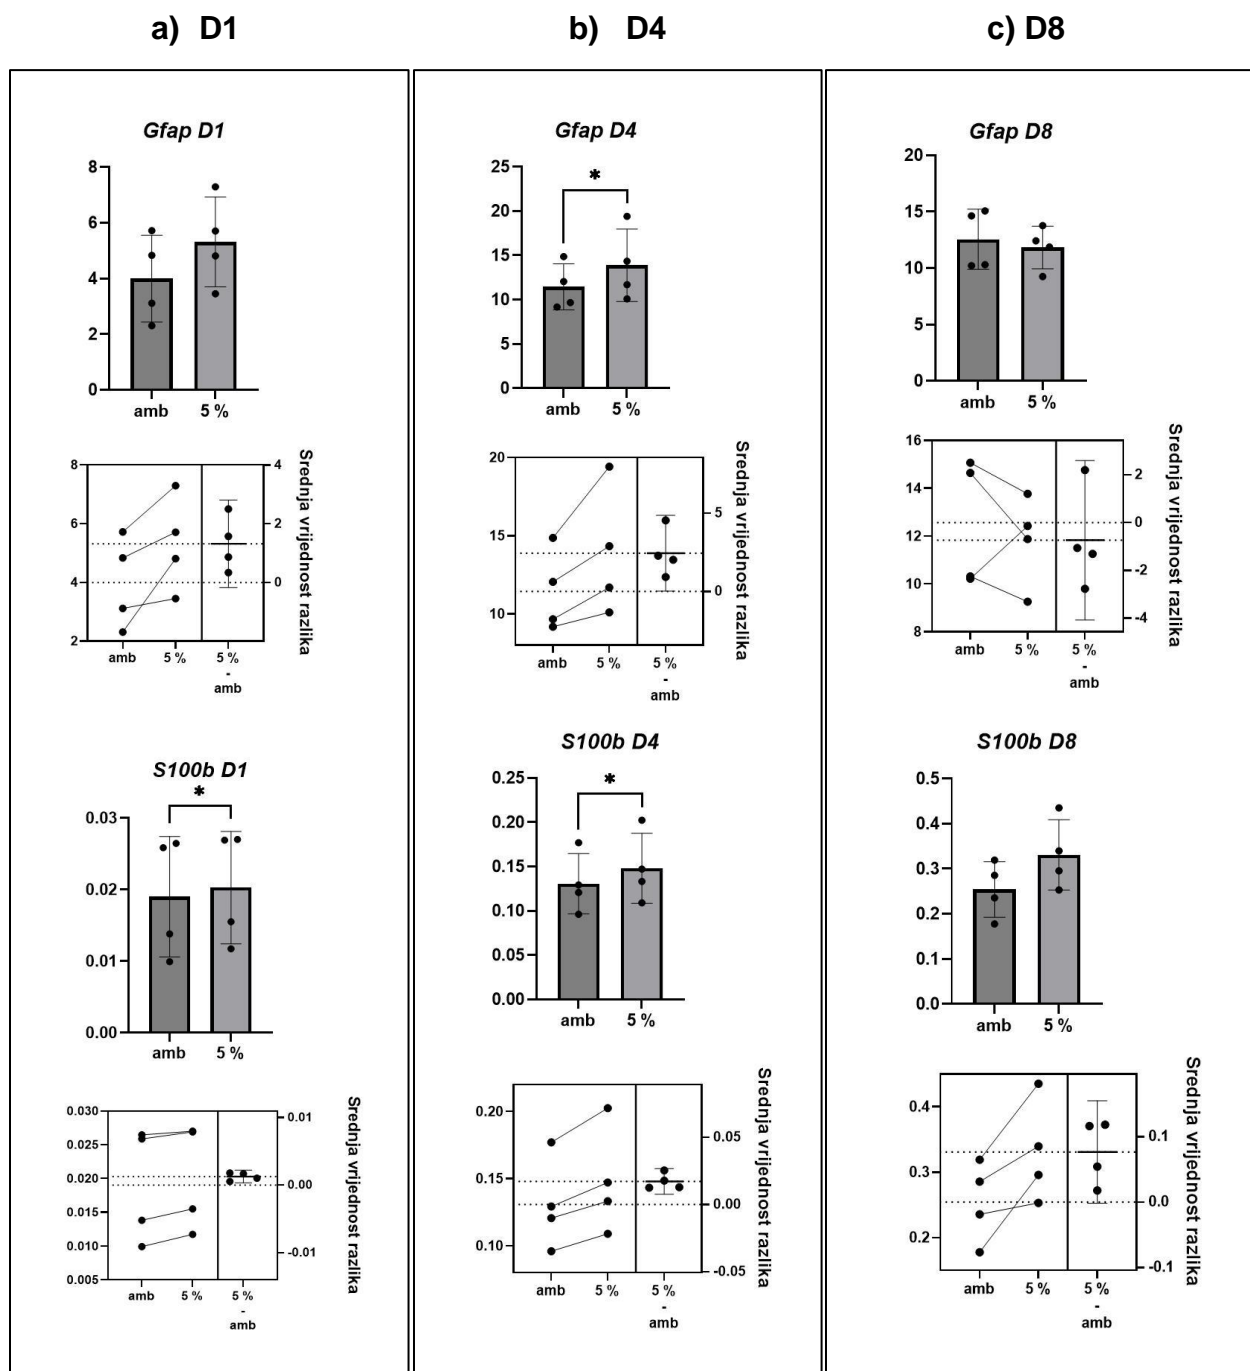 a) D1
b) D4
c) D8
Gfap D1
8
6
4
2
0
amb 5 %
8
6
4
2
4
2
0
amb 5 % 5 %
-
amb
Srednja vrijednost razlika
S100b D1
*
0.03
0.02
0.01
0.00
amb 5 %
0.030
0.025
0.020
0.015
0.010
0.005
0.01
0.00
-0.01
amb 5 % 5 %
-
amb
Srednja vrijednost razlika
Gfap D4
*
25
20
15
10
5
0
amb 5 %
20
15
10
5
0
amb 5 % 5 %
-
amb
Srednja vrijednost razlika
S100b D4
*
0.25
0.20
0.15
0.10
0.05
0.00
amb 5 %
0.20
0.15
0.10
0.05
0.00
-0.05
amb 5 % 5 %
-
amb
Srednja vrijednost razlika
Gfap D8
20
15
10
5
0
amb 5 %
16
14
12
10
8
2
0
-2
-4
amb 5 % 5 %
-
amb
Srednja vrijednost razlika
S100b D8
0.5
0.4
0.3
0.2
0.1
0.0
amb 5 %
0.4
0.3
0.2
0.1
0.0
-0.1
amb 5 % 5 %
-
amb
Srednja vrijednost razlika